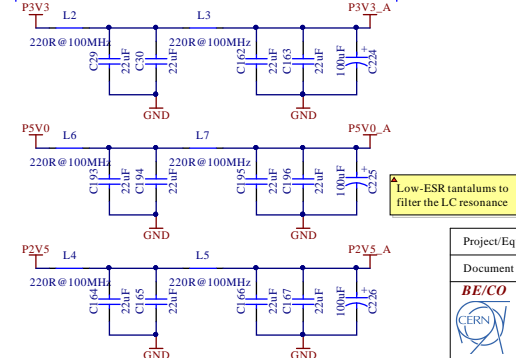 P3V3 L2 L3 P3V3_A
220R@100MHz 220R@100MHz
C29 22uF C30 22uF C162 22uF C163 22uF 100uF + C224
GND GND
P5V0 L6 L7 P5V0_A
220R@100MHz 220R@100MHz
C193 22uF C194 22uF C195 22uF C196 22uF 100uF + C225
GND GND
Low-ESR tantalums to
filter the LC resonance
P2V5 L4 L5 P2V5_A
220R@100MHz 220R@100MHz
C164 22uF C165 22uF C166 22uF C167 22uF 100uF + C226
GND GND
Project/Eq
Document
BE/CO
CERN